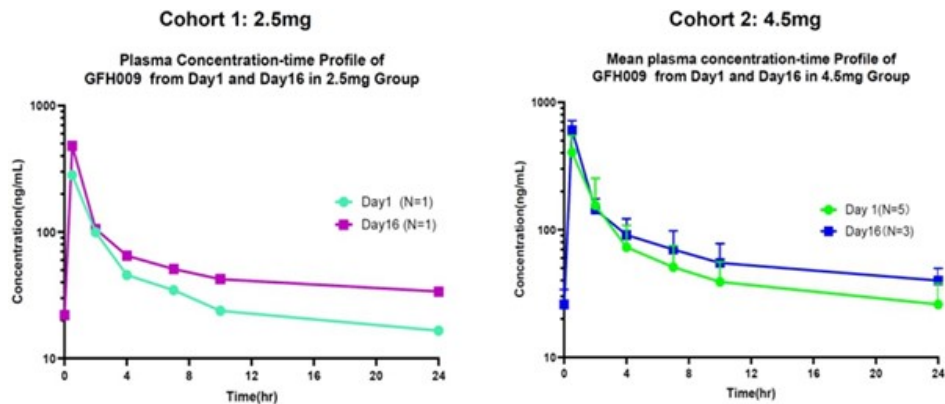 Cohort 1: 2.5mg
Plasma Concentration-time Profile of
GFH009 from Day1 and Day16 in 2.5mg Group
Concentration(ng/mL)
1000
100
10
0 4 8 12 16 20 24
Time(hr)
Day1 (N=1)
Day16 (N=1)
Cohort 2: 4.5mg
Mean plasma concentration-time Profile of
GFH009 from Day1 and Day16 in 4.5mg Group
Concentration(ng/mL)
1000
100
10
0 4 8 12 16 20 24
Time(hr)
Day 1(N=5)
Day16(N=3)